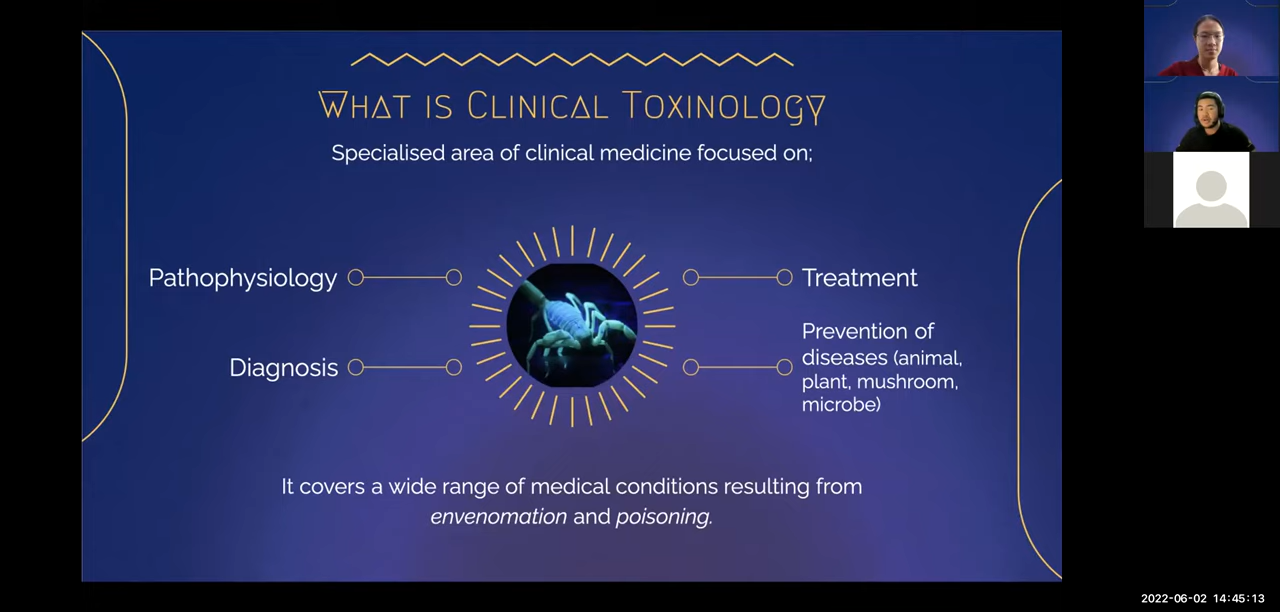 What is Clinical Toxinology
Specialised area of clinical medicine focused on;
Pathophysiology
Diagnosis
Treatment
Prevention of
diseases (animal,
plant, mushroom,
microbe)
It covers a wide range of medical conditions resulting from
envenomation and poisoning.
2022-06-02 14:45:13